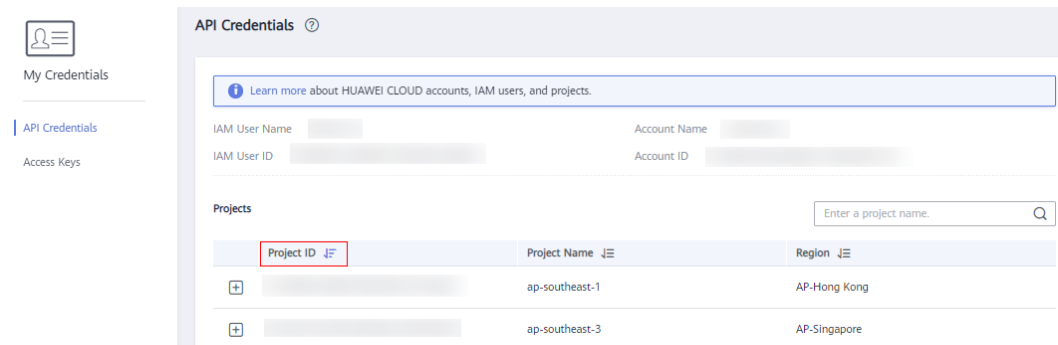 API Credentials
My Credentials
API Credentials
Access Keys
Learn more about HUAWEI CLOUD accounts, IAM users, and projects.
IAM User Name
Account Name
IAM User ID
Account ID
Projects
Enter a project name.
Project ID Project Name Region
ap-southeast-1 AP-Hong Kong
ap-southeast-3 AP-Singapore